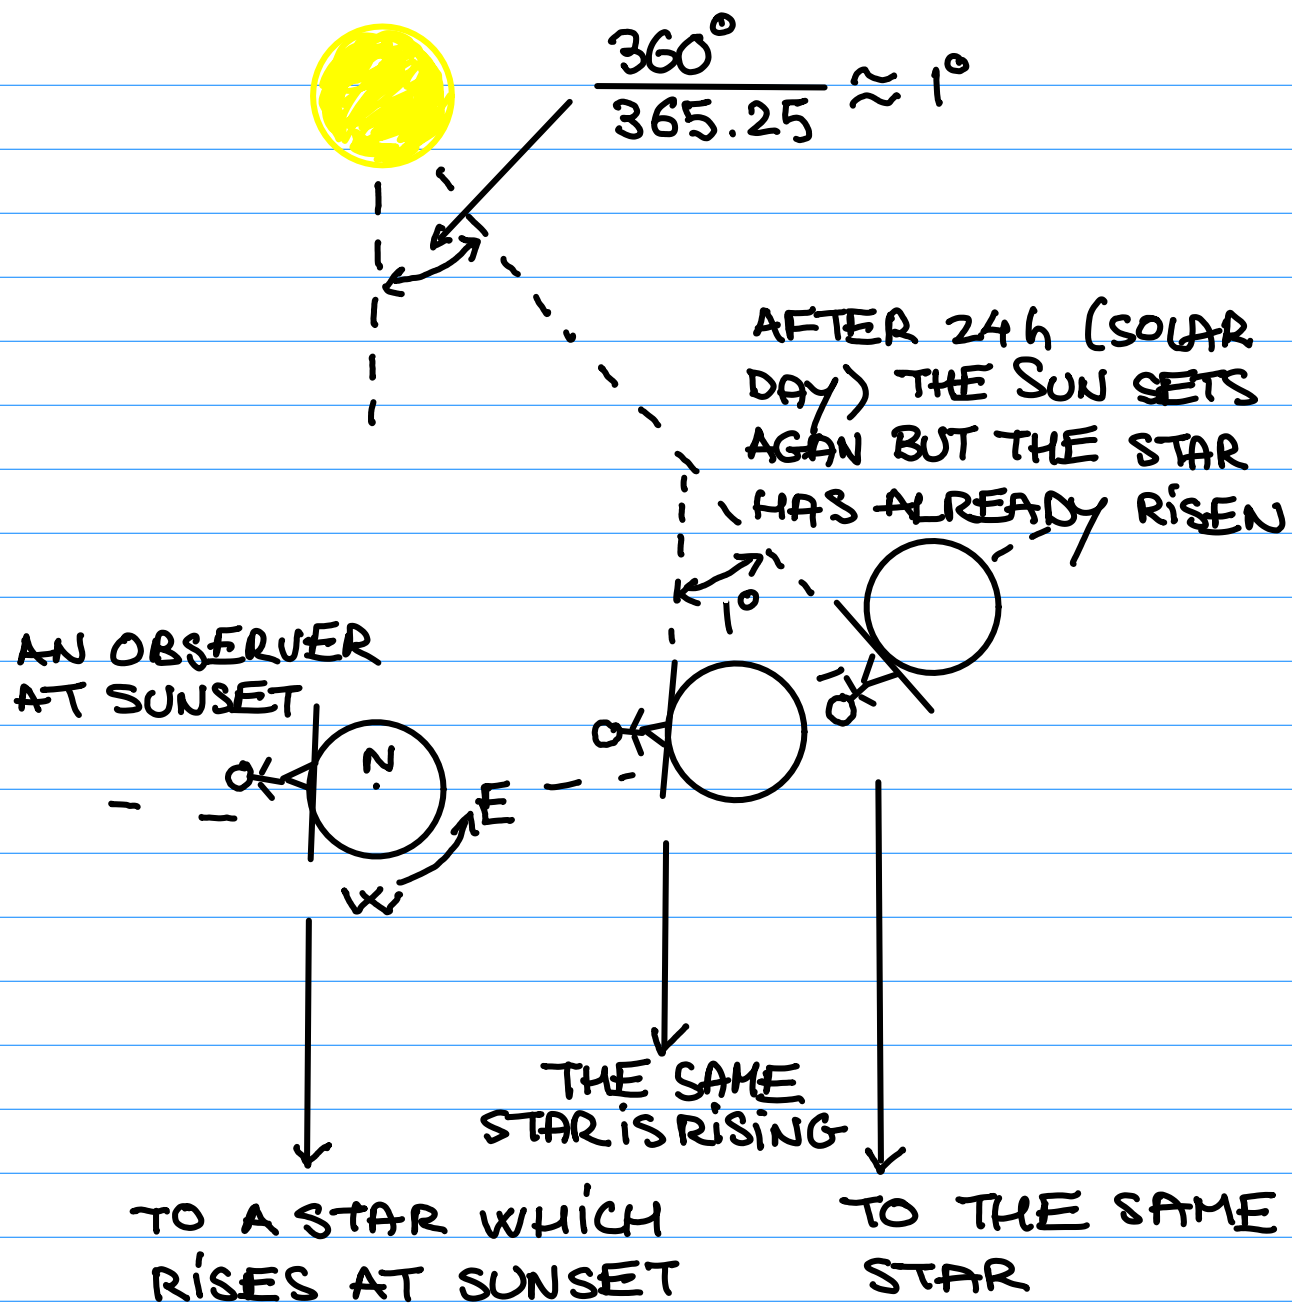 360°
365.25 ≈ 1°
AFTER 24h (SOLAR
DAY) THE SUN SETS
AGAN BUT THE STAR
HAS ALREADY RISEN
1°
AN OBSERVER
AT SUNSET
N
E
W
THE SAME
STAR IS RISING
TO A STAR WHICH
RISES AT SUNSET
TO THE SAME
STAR